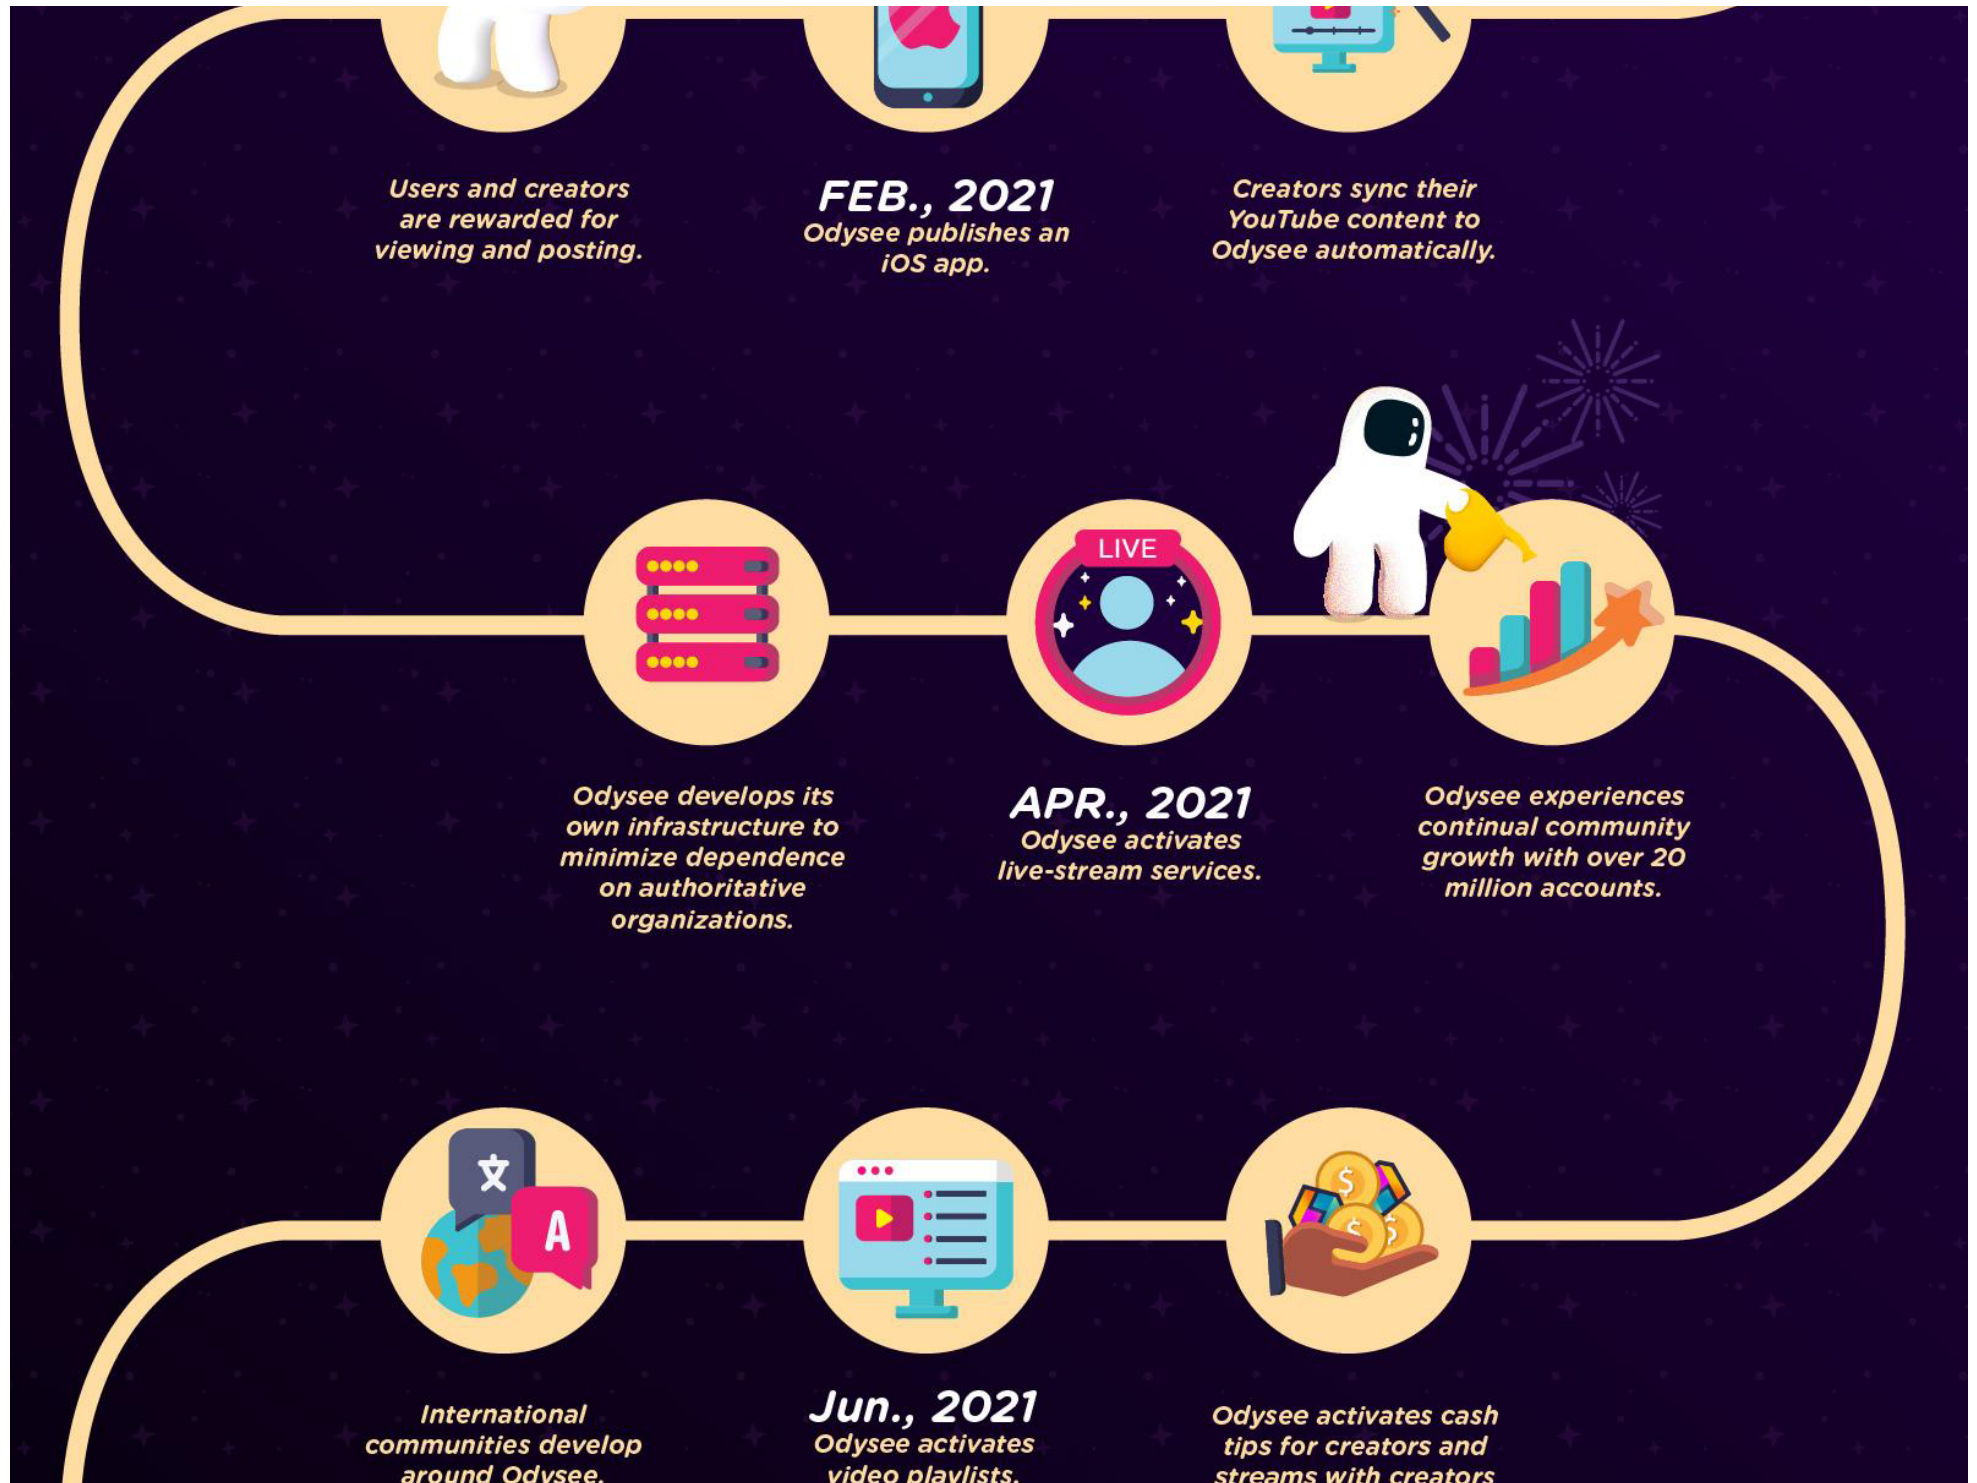 Users and creators
are rewarded for
viewing and posting.
FEB., 2021
Odysee publishes an
iOS app.
Creators sync their
YouTube content to
Odysee automatically.
Odysee develops its
own infrastructure to
minimize dependence
on authoritative
organizations.
LIVE
APR., 2021
Odysee activates
live-stream services.
Odysee experiences
continual community
growth with over 20
million accounts.
文
A
International
communities develop
around Odysee.
Jun., 2021
Odysee activates
video playlists.
Odysee activates cash
tips for creators and
streams with creators